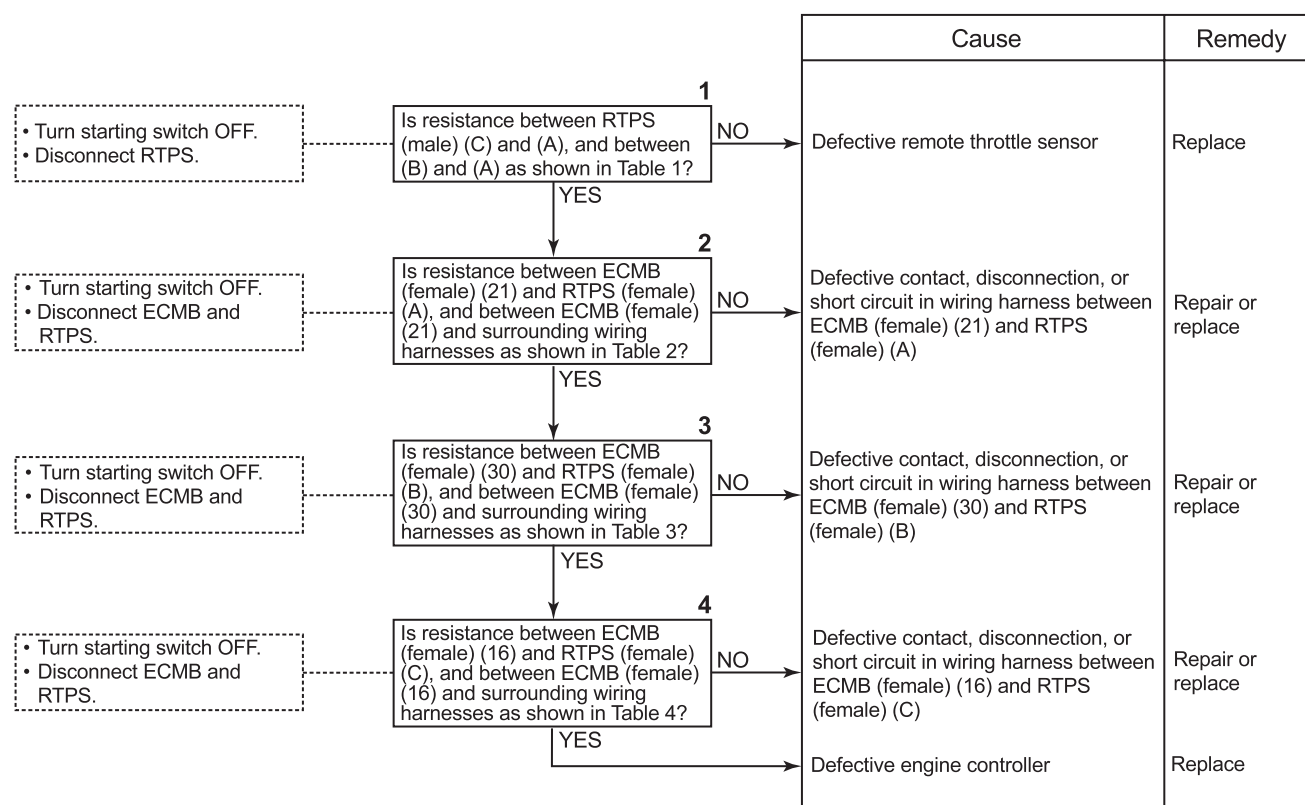 Cause
Remedy
1
• Turn starting switch OFF.
• Disconnect RTPS.
Is resistance between RTPS
(male) (C) and (A), and between
(B) and (A) as shown in Table 1?
NO
Defective remote throttle sensor
Replace
YES
2
• Turn starting switch OFF.
• Disconnect ECMB and
RTPS.
Is resistance between ECMB
(female) (21) and RTPS (female)
(A), and between ECMB (female)
(21) and surrounding wiring
harnesses as shown in Table 2?
NO
Defective contact, disconnection, or
short circuit in wiring harness between
ECMB (female) (21) and RTPS
(female) (A)
Repair or
replace
YES
3
• Turn starting switch OFF.
• Disconnect ECMB and
RTPS.
Is resistance between ECMB
(female) (30) and RTPS (female)
(B), and between ECMB (female)
(30) and surrounding wiring
harnesses as shown in Table 3?
NO
Defective contact, disconnection, or
short circuit in wiring harness between
ECMB (female) (30) and RTPS
(female) (B)
Repair or
replace
YES
4
• Turn starting switch OFF.
• Disconnect ECMB and
RTPS.
Is resistance between ECMB
(female) (16) and RTPS (female)
(C), and between ECMB (female)
(16) and surrounding wiring
harnesses as shown in Table 4?
NO
Defective contact, disconnection, or
short circuit in wiring harness between
ECMB (female) (16) and RTPS
(female) (C)
Repair or
replace
YES
Defective engine controller
Replace